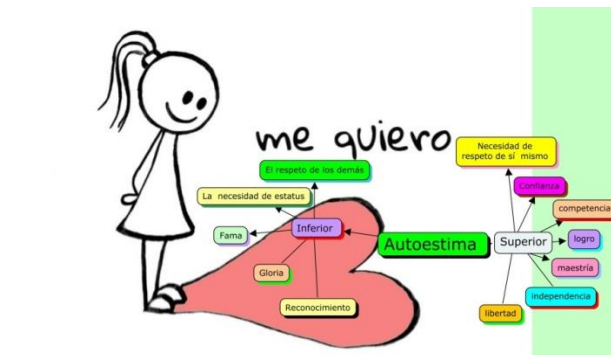 me quiero
El respeto de los demás
La necesidad de estatus
Fama
Inferior
Gloria
Reconocimiento
Autoestima
Superior
Necesidad de
respeto de sí mismo
Confianza
competencia
logro
maestría
independencia
libertad